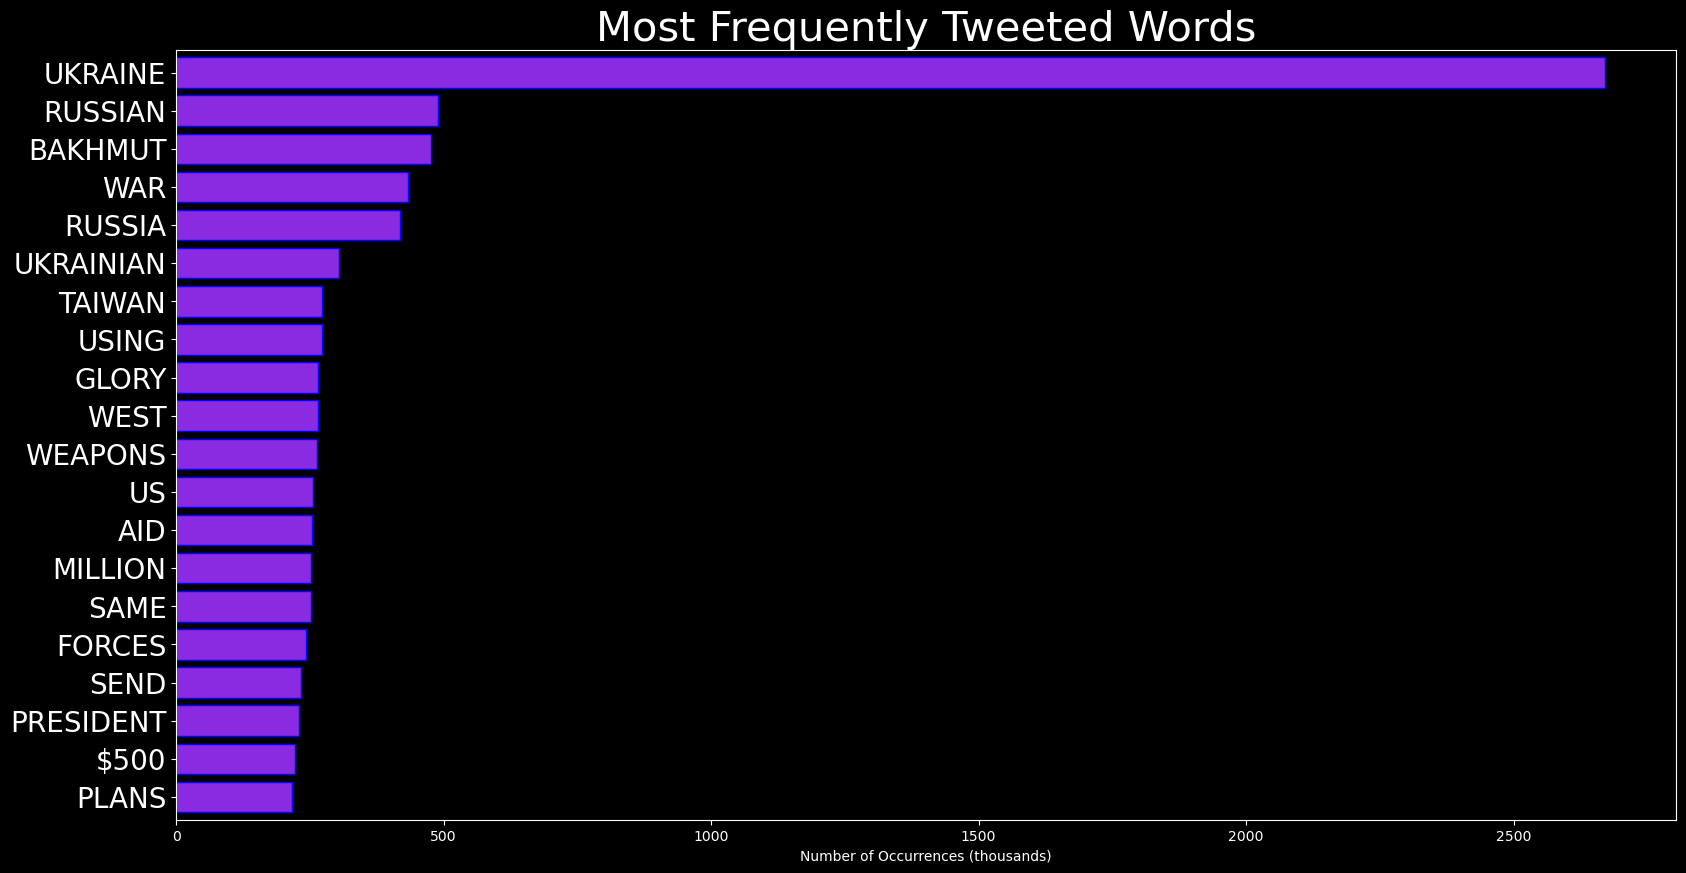 Most Frequently Tweeted Words
UKRAINE
RUSSIAN
BAKHMUT
WAR
RUSSIA
UKRAINIAN
TAIWAN
USING
GLORY
WEST
WEAPONS
US
AID
MILLION
SAME
FORCES
SEND
PRESIDENT
$500
PLANS
0 500 1000 1500 2000 2500
Number of Occurrences (thousands)